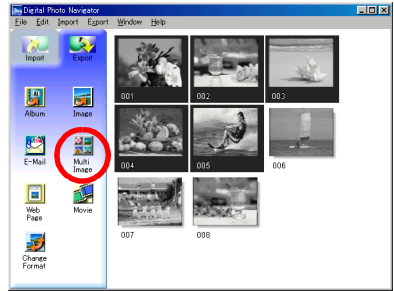 Digital Photo Navigator
File Edit Import Export Window Help
Import Export
001 002 003
Album Image
004 005 006
E-Mail Multi
Image
Web
Page Movie
007 008
Change
Format